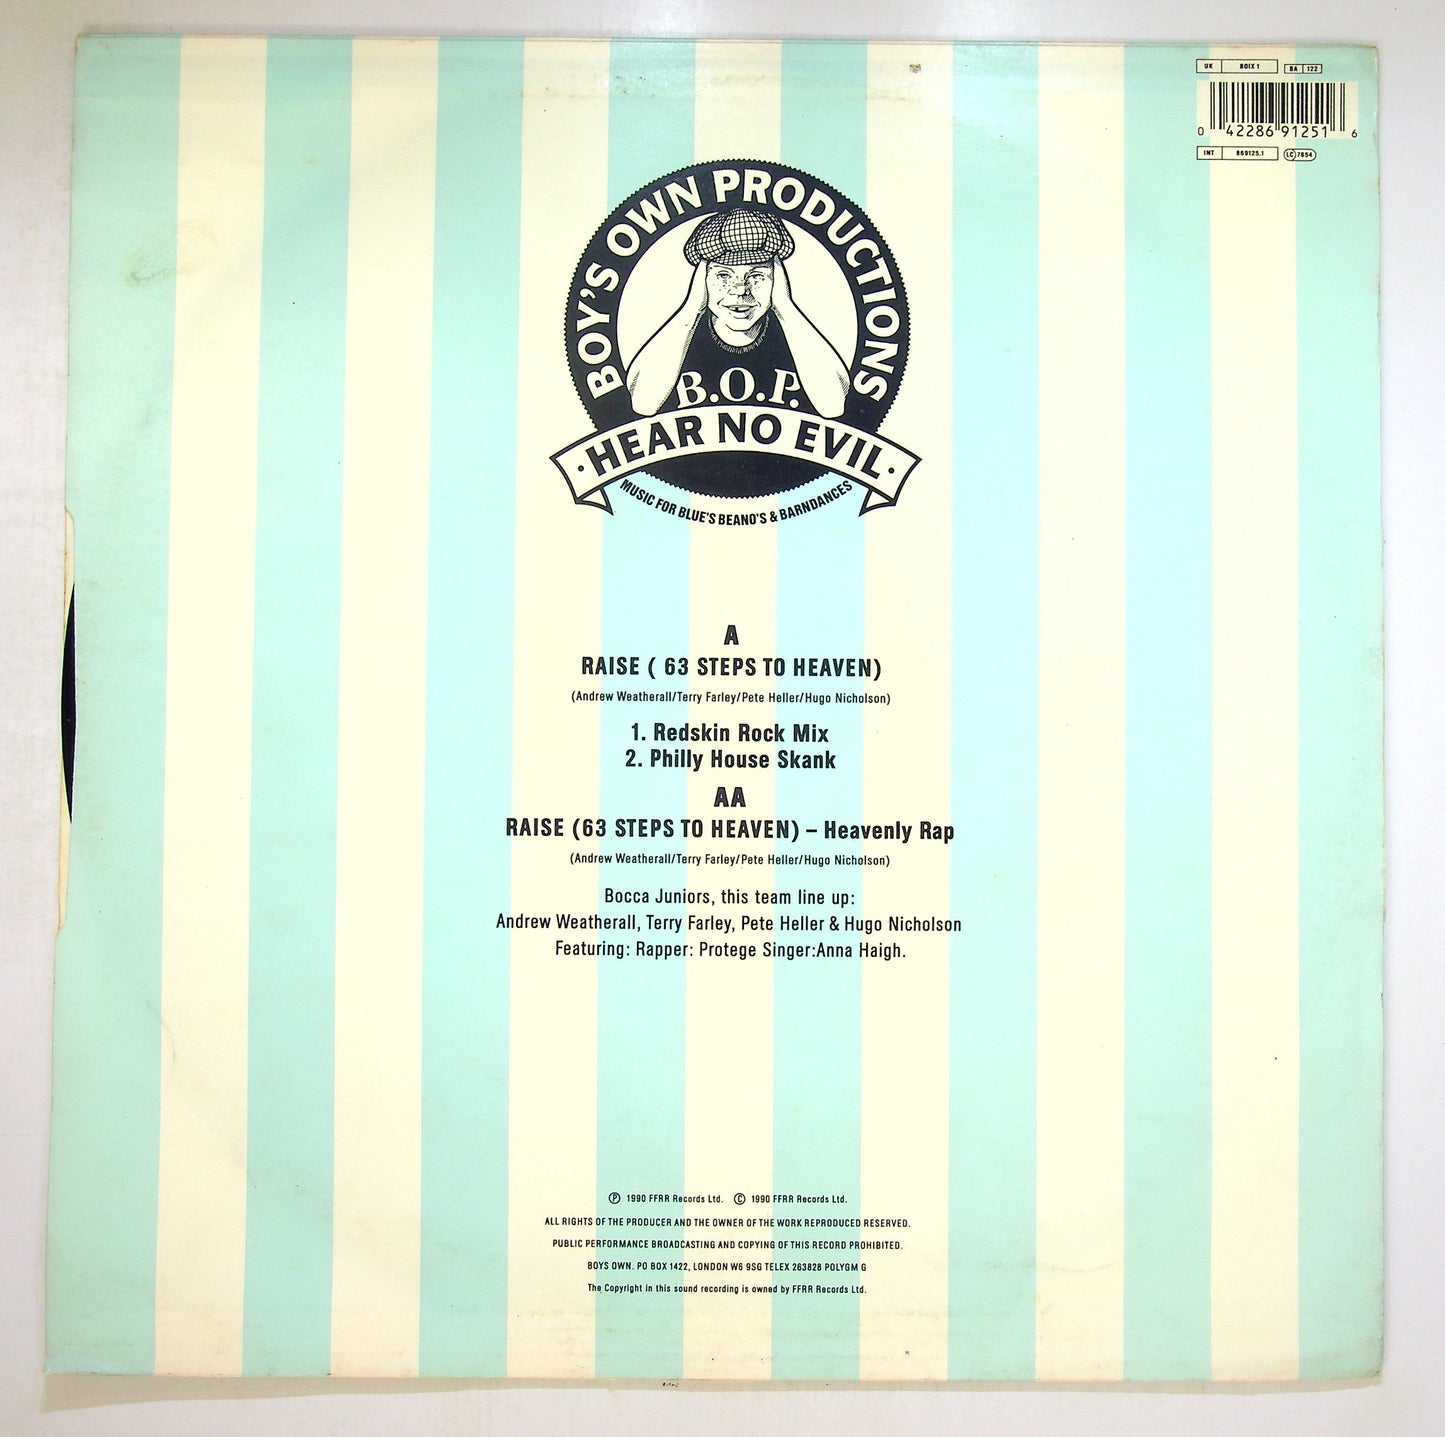 UK BOIX 1 BA 122
0 42286 91251 6
INT 869125.1 LC 7654
BOY'S OWN PRODUCTIONS
B.O.P.
· HEAR NO EVIL ·
MUSIC FOR BLUE'S BEANO'S & BARNDANCES
A
RAISE ( 63 STEPS TO HEAVEN)
(Andrew Weatherall/Terry Farley/Pete Heller/Hugo Nicholson)
1. Redskin Rock Mix
2. Philly House Skank
AA
RAISE (63 STEPS TO HEAVEN) – Heavenly Rap
(Andrew Weatherall/Terry Farley/Pete Heller/Hugo Nicholson)
Bocca Juniors, this team line up:
Andrew Weatherall, Terry Farley, Pete Heller & Hugo Nicholson
Featuring: Rapper: Protege Singer:Anna Haigh.
Ⓟ 1990 FFRR Records Ltd. © 1990 FFRR Records Ltd.
ALL RIGHTS OF THE PRODUCER AND THE OWNER OF THE WORK REPRODUCED RESERVED.
PUBLIC PERFORMANCE BROADCASTING AND COPYING OF THIS RECORD PROHIBITED.
BOYS OWN. PO BOX 1422, LONDON W6 9SG TELEX 263828 POLYGM G
The Copyright in this sound recording is owned by FFRR Records Ltd.